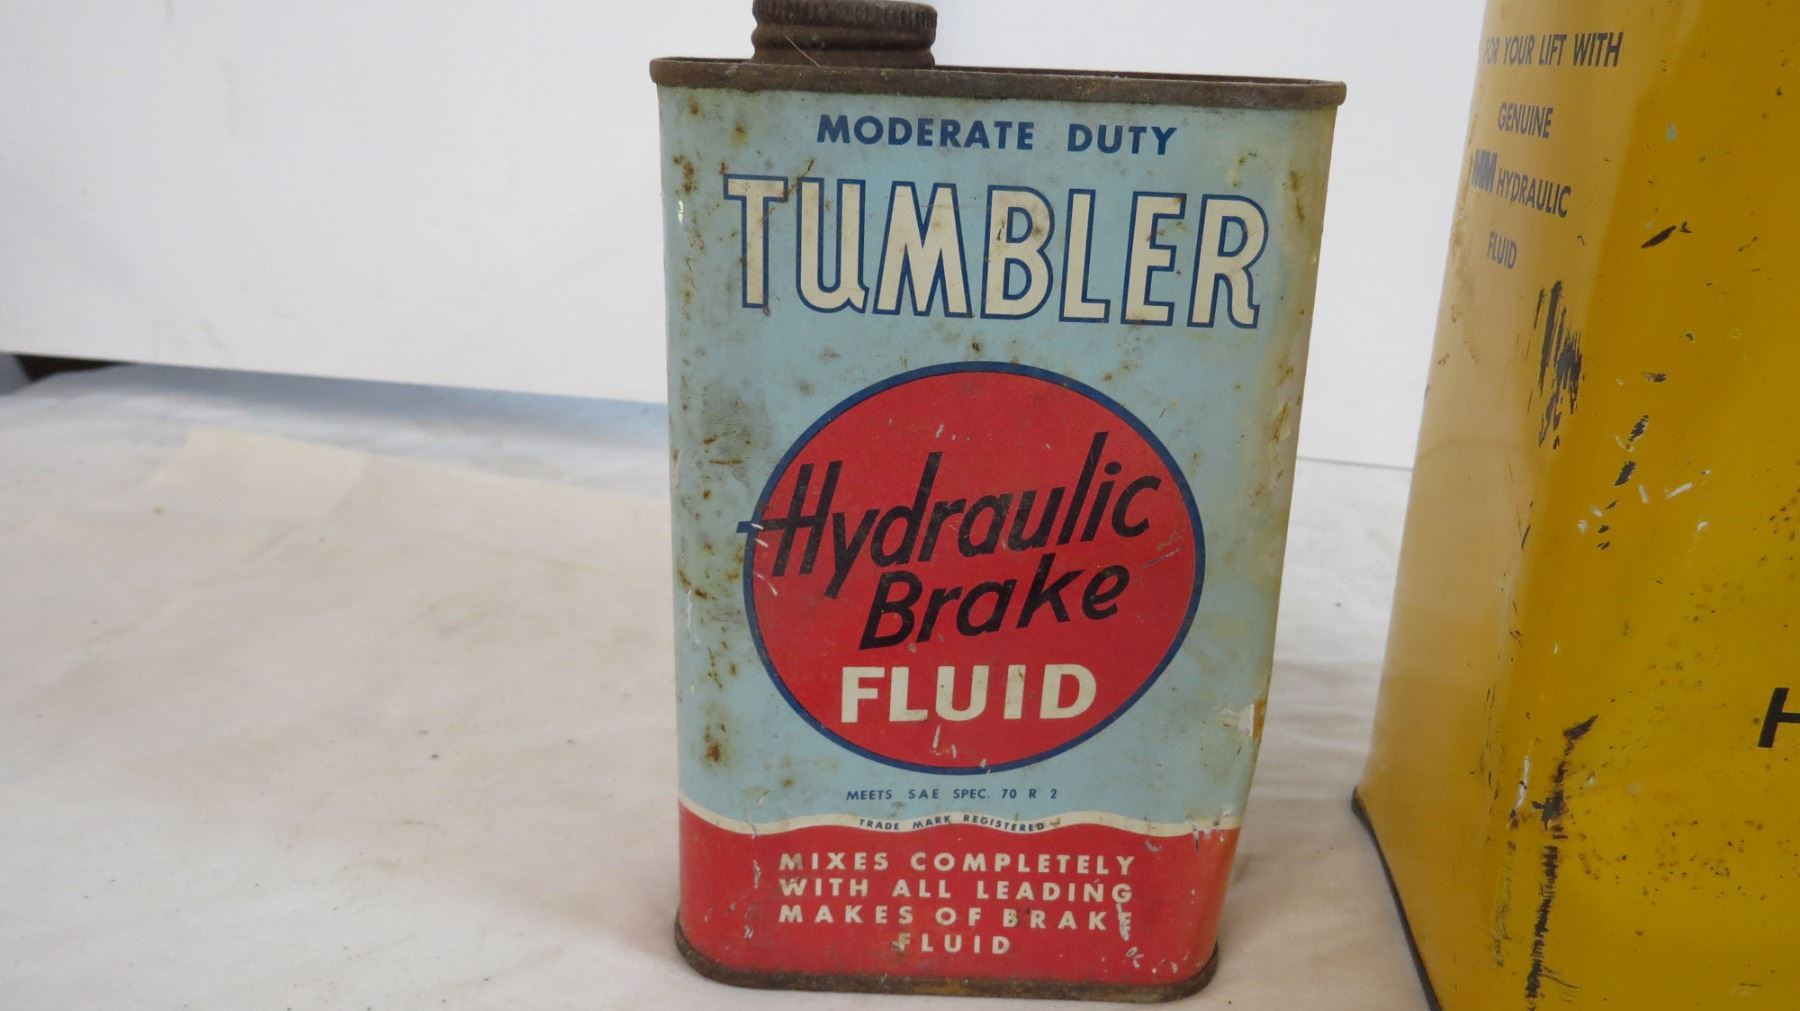 MODERATE DUTY
TUMBLER
Hydraulic
Brake
FLUID
MEETS SAE SPEC. 70 R 2
TRADE MARK REGISTERED
MIXES COMPLETELY
WITH ALL LEADING
MAKES OF BRAKE
FLUID
FOR YOUR LIFT WITH
GENUINE
MM HYDRAULIC
FLUID
H